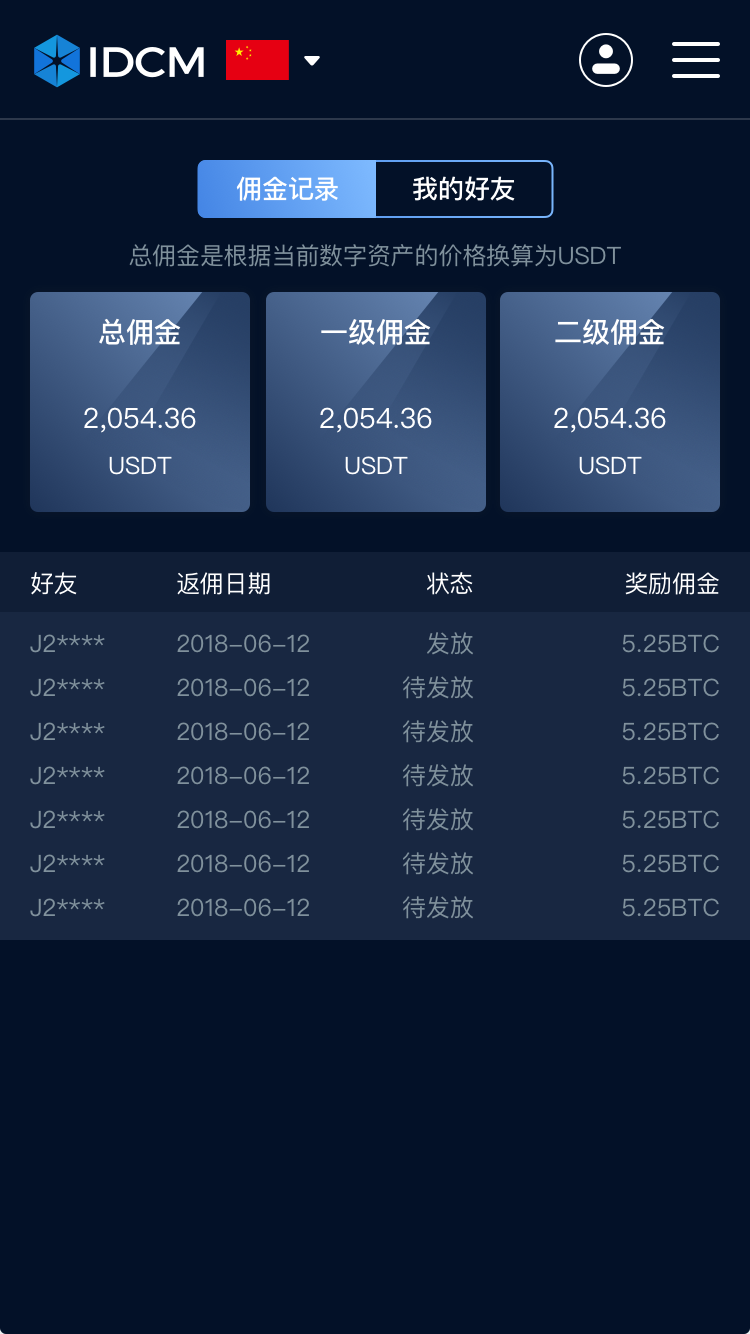 IDCM
佣金记录 我的好友
总佣金是根据当前数字资产的价格换算为USDT
总佣金 一级佣金 二级佣金
2,054.36 2,054.36 2,054.36
USDT USDT USDT
好友 返佣日期 状态 奖励佣金
J2**** 2018-06-12 发放 5.25BTC
J2**** 2018-06-12 待发放 5.25BTC
J2**** 2018-06-12 待发放 5.25BTC
J2**** 2018-06-12 待发放 5.25BTC
J2**** 2018-06-12 待发放 5.25BTC
J2**** 2018-06-12 待发放 5.25BTC
J2**** 2018-06-12 待发放 5.25BTC